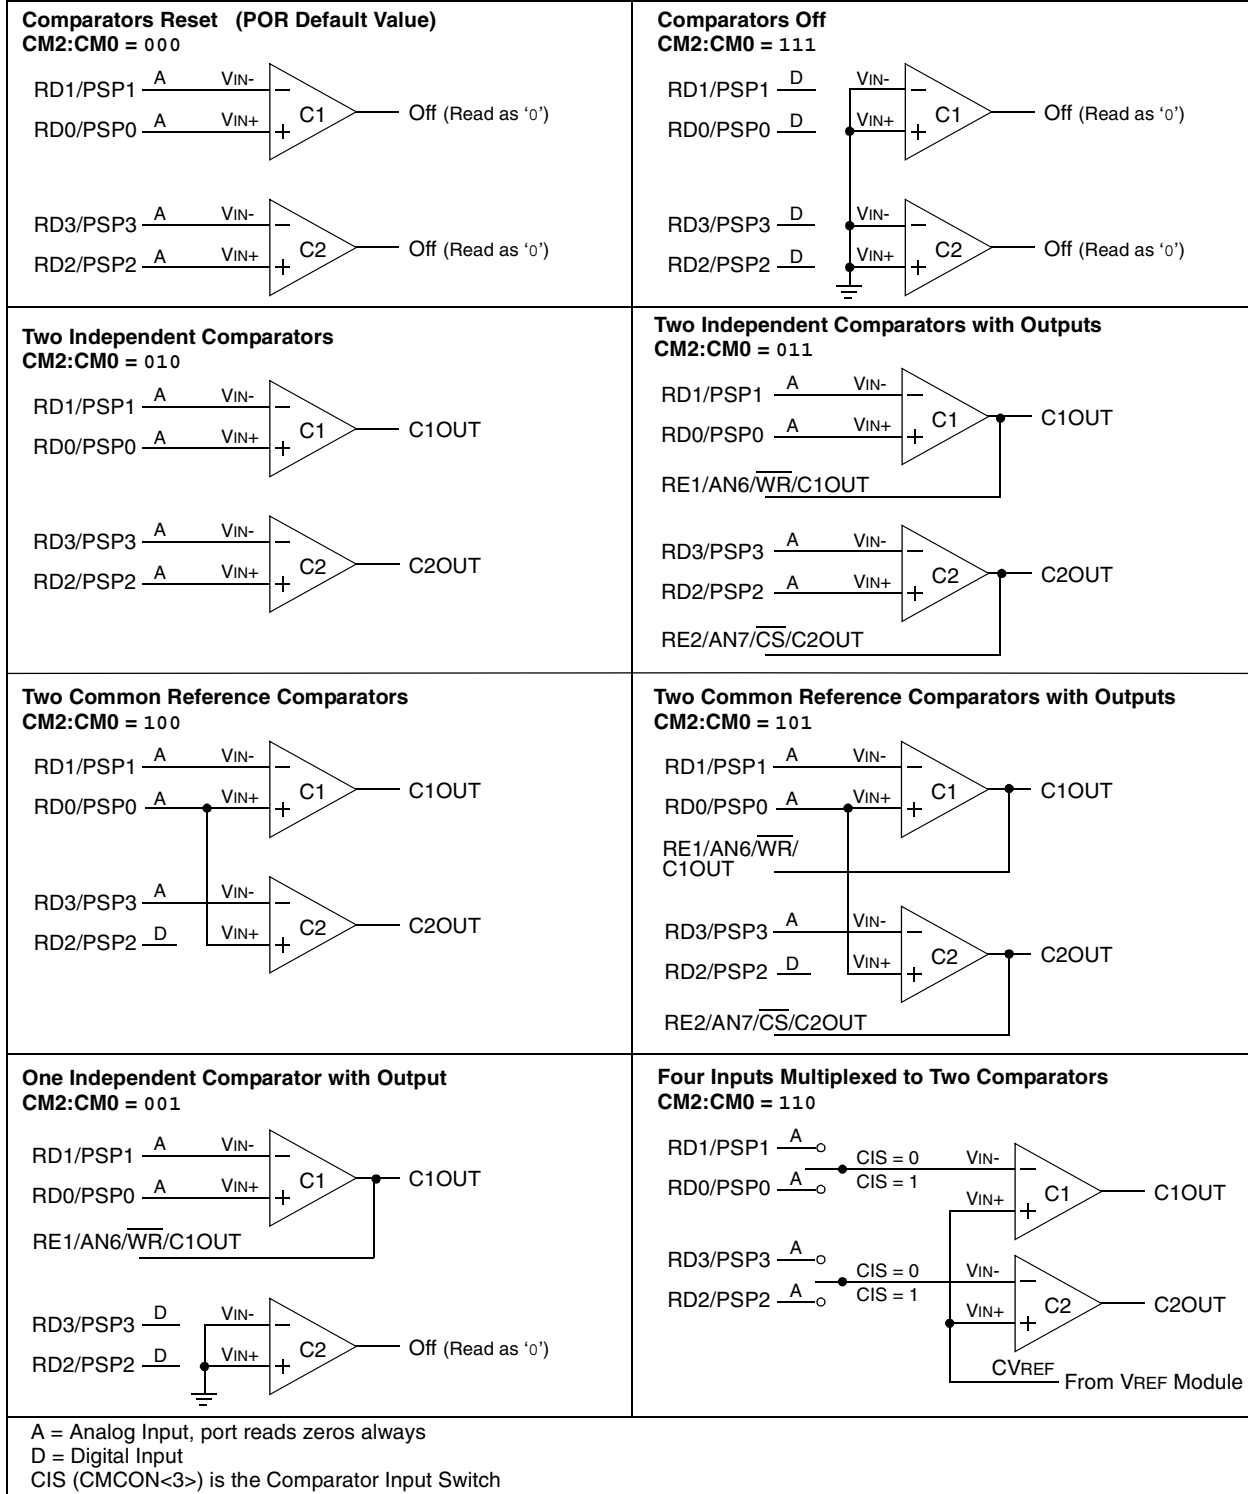 Comparators Reset (POR Default Value)
CM2:CM0 = 000
RD1/PSP1 A VIN-
RD0/PSP0 A VIN+
C1
Off (Read as ‘0’)
RD3/PSP3 A VIN-
RD2/PSP2 A VIN+
C2
Off (Read as ‘0’)
Comparators Off
CM2:CM0 = 111
RD1/PSP1 D VIN-
RD0/PSP0 D VIN+
C1
Off (Read as ‘0’)
RD3/PSP3 D VIN-
RD2/PSP2 D VIN+
C2
Off (Read as ‘0’)
Two Independent Comparators
CM2:CM0 = 010
RD1/PSP1 A VIN-
RD0/PSP0 A VIN+
C1
C1OUT
RD3/PSP3 A VIN-
RD2/PSP2 A VIN+
C2
C2OUT
Two Independent Comparators with Outputs
CM2:CM0 = 011
RD1/PSP1 A VIN-
RD0/PSP0 A VIN+
C1
C1OUT
RE1/AN6/WR/C1OUT
RD3/PSP3 A VIN-
RD2/PSP2 A VIN+
C2
C2OUT
RE2/AN7/CS/C2OUT
Two Common Reference Comparators
CM2:CM0 = 100
RD1/PSP1 A VIN-
RD0/PSP0 A VIN+
C1
C1OUT
RD3/PSP3 A VIN-
RD2/PSP2 D VIN+
C2
C2OUT
Two Common Reference Comparators with Outputs
CM2:CM0 = 101
RD1/PSP1 A VIN-
RD0/PSP0 A VIN+
C1
C1OUT
RE1/AN6/WR/
C1OUT
RD3/PSP3 A VIN-
RD2/PSP2 D VIN+
C2
C2OUT
RE2/AN7/CS/C2OUT
One Independent Comparator with Output
CM2:CM0 = 001
RD1/PSP1 A VIN-
RD0/PSP0 A VIN+
C1
C1OUT
RE1/AN6/WR/C1OUT
RD3/PSP3 D VIN-
RD2/PSP2 D VIN+
C2
Off (Read as ‘0’)
Four Inputs Multiplexed to Two Comparators
CM2:CM0 = 110
RD1/PSP1 A
CIS = 0 VIN-
RD0/PSP0 A CIS = 1
VIN+
C1
C1OUT
RD3/PSP3 A
CIS = 0 VIN-
RD2/PSP2 A CIS = 1
VIN+
C2
C2OUT
CVREF
From VREF Module
A = Analog Input, port reads zeros always
D = Digital Input
CIS (CMCON<3>) is the Comparator Input Switch